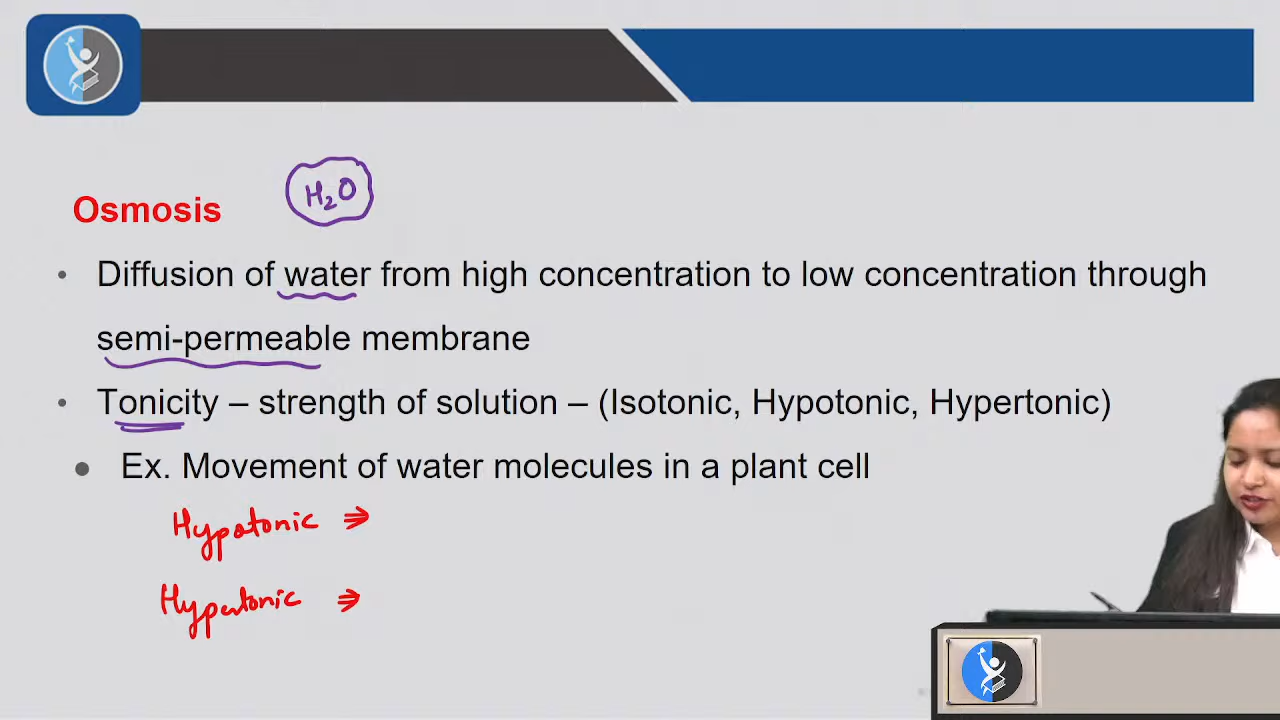 Osmosis H₂O
• Diffusion of water from high concentration to low concentration through
semi-permeable membrane
• Tonicity – strength of solution – (Isotonic, Hypotonic, Hypertonic)
● Ex. Movement of water molecules in a plant cell
Hypotonic ⇒
Hypertonic ⇒